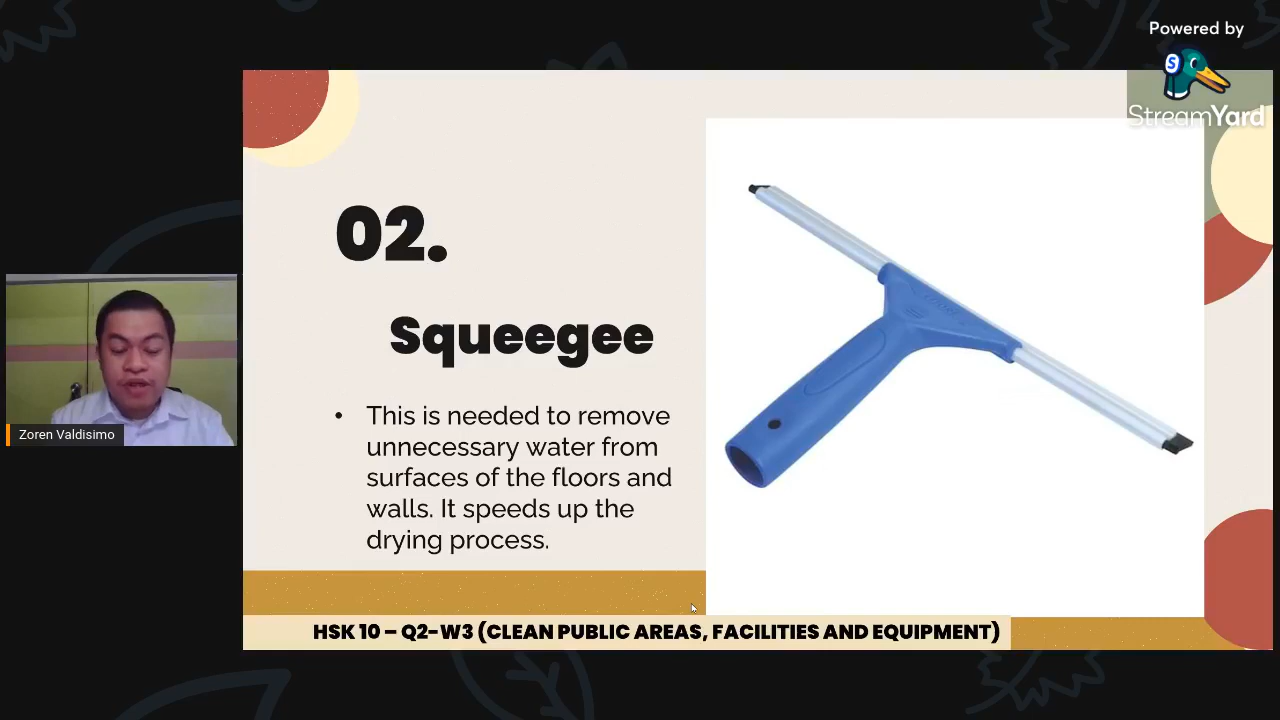 Powered by
StreamYard
02.
Squeegee
• This is needed to remove
unnecessary water from
surfaces of the floors and
walls. It speeds up the
drying process.
Zoren Valdisimo
HSK 10 – Q2-W3 (CLEAN PUBLIC AREAS, FACILITIES AND EQUIPMENT)